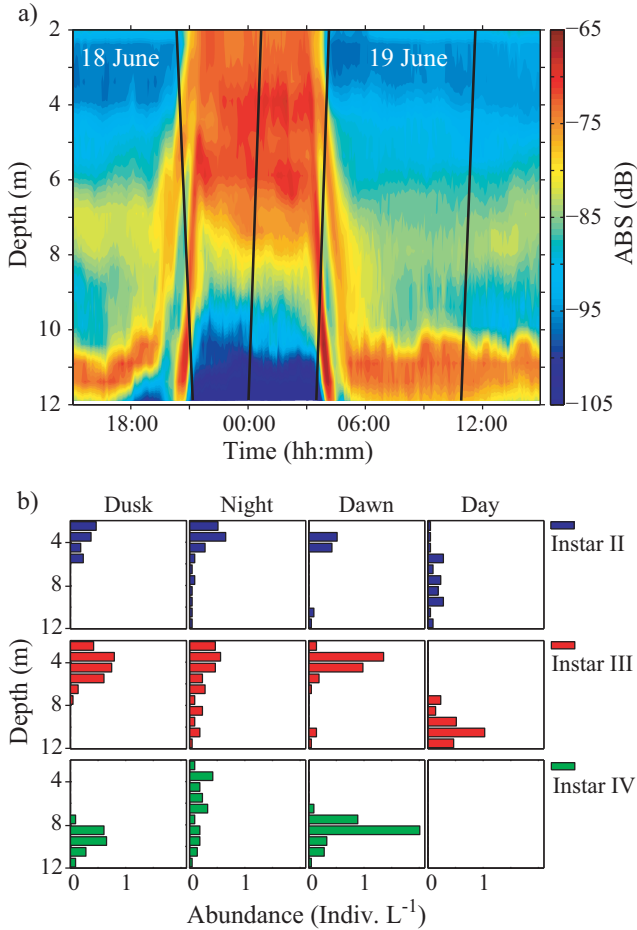 a)
18 June
19 June
2
4
6
8
10
12
Depth (m)
18:00
00:00
06:00
12:00
Time (hh:mm)
−65
−75
−85
−95
−105
ABS (dB)
b)
Dusk
Night
Dawn
Day
4
8
12
Instar II
4
8
12
Instar III
4
8
12
Instar IV
Depth (m)
0
1
0
1
0
1
0
1
Abundance (Indiv. L⁻¹)